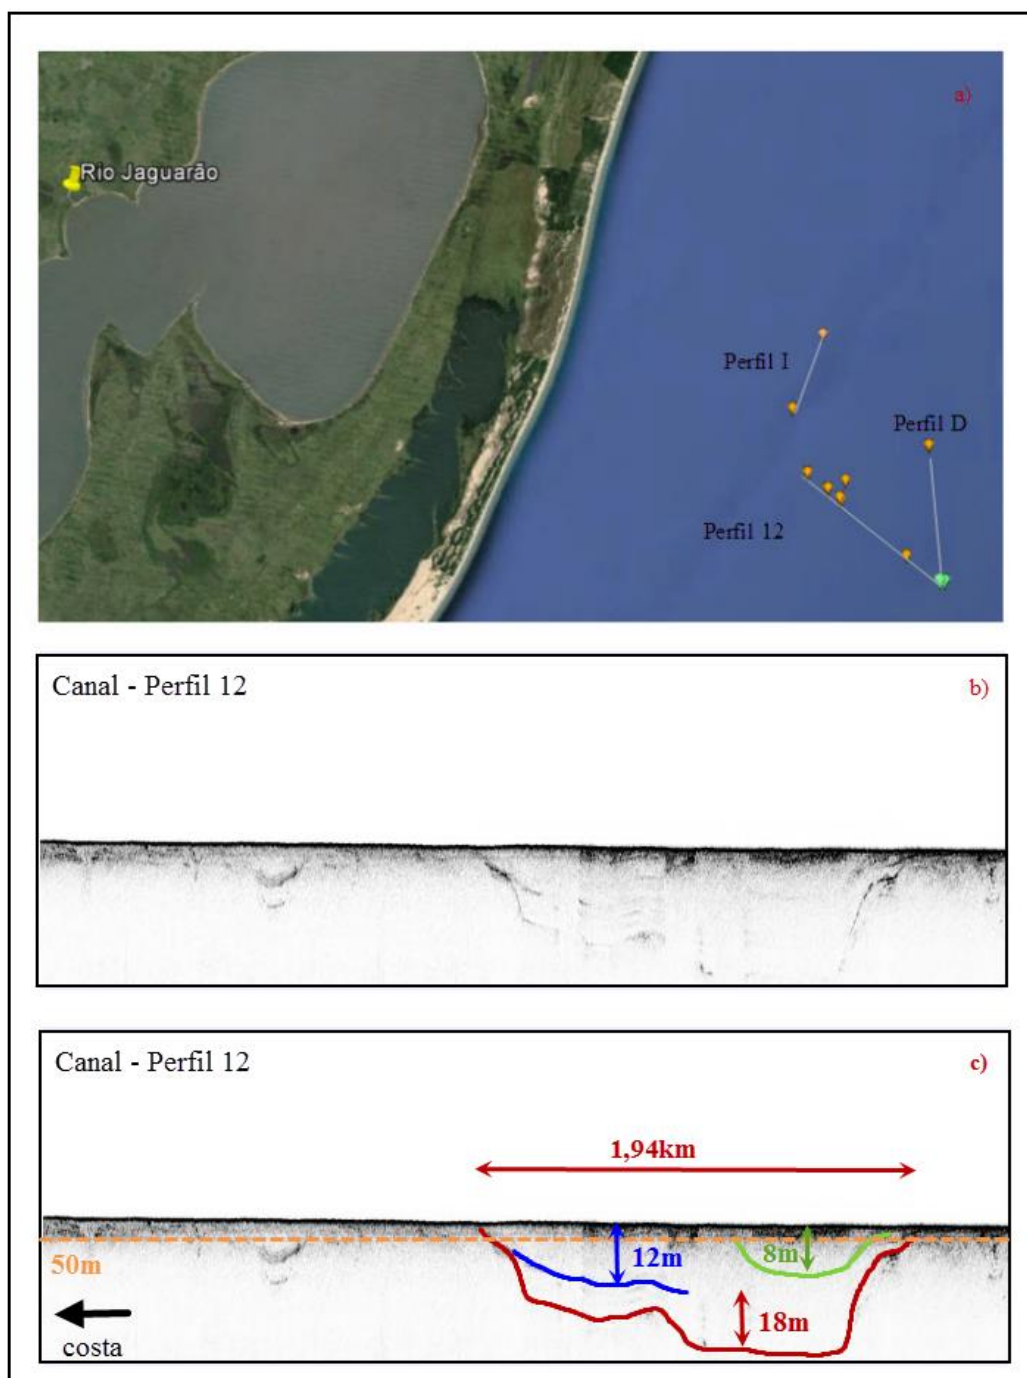 a)
Rio Jaguarão
Perfil I
Perfil D
Perfil 12
Canal - Perfil 12
b)
Canal - Perfil 12
c)
1,94km
50m
12m
8m
18m
costa